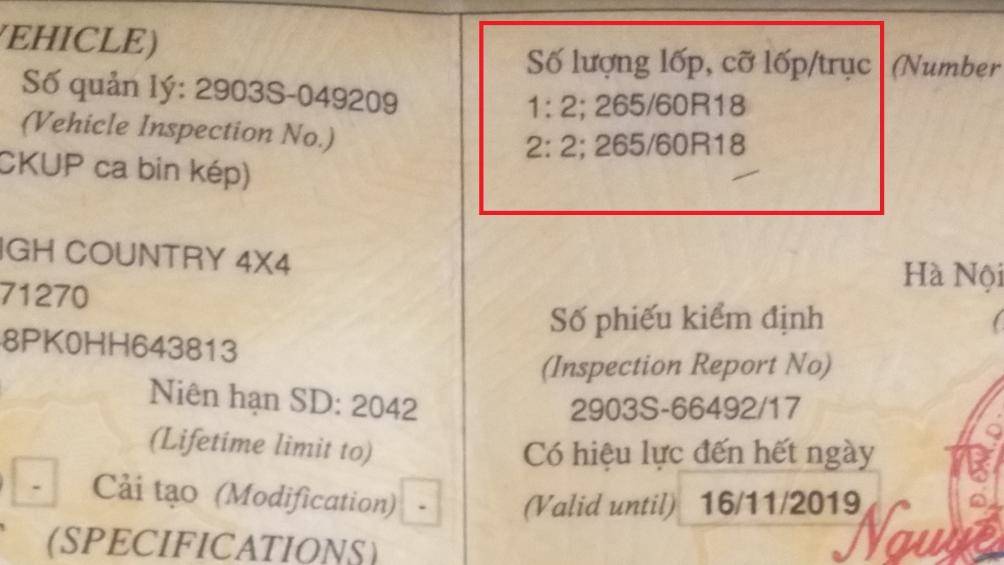 VEHICLE)
Số quản lý: 2903S-049209
(Vehicle Inspection No.)
CKUP ca bin kép)
IGH COUNTRY 4X4
71270
8PK0HH643813
Niên hạn SD: 2042
(Lifetime limit to)
- Cải tạo (Modification) -
(SPECIFICATIONS)
Số lượng lốp, cỡ lốp/trục (Number
1: 2; 265/60R18
2: 2; 265/60R18
Hà Nội
Số phiếu kiểm định
(Inspection Report No)
2903S-66492/17
Có hiệu lực đến hết ngày
(Valid until) 16/11/2019